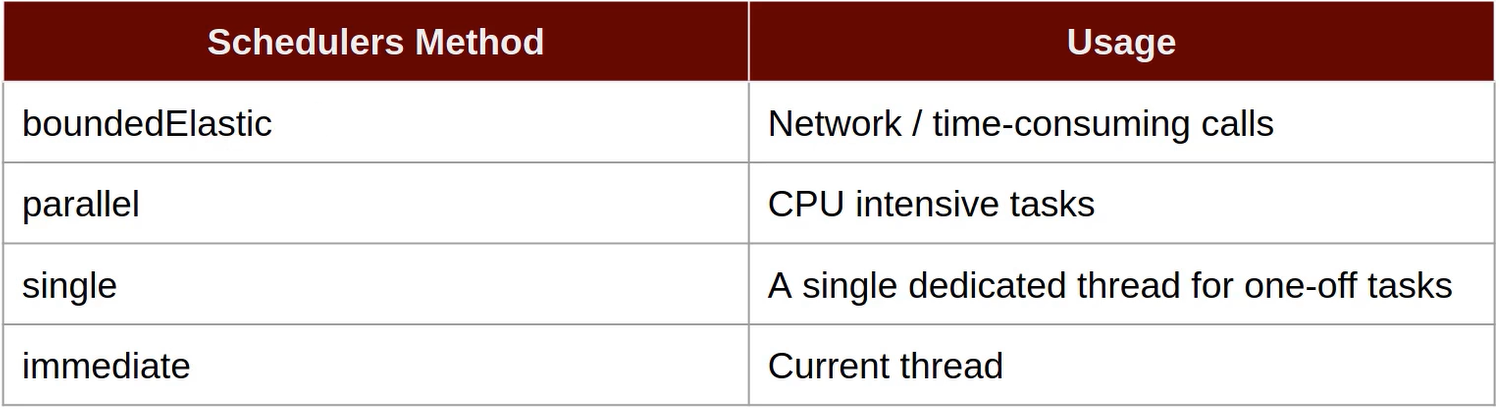 Schedulers Method Usage
boundedElastic Network / time-consuming calls
parallel CPU intensive tasks
single A single dedicated thread for one-off tasks
immediate Current thread